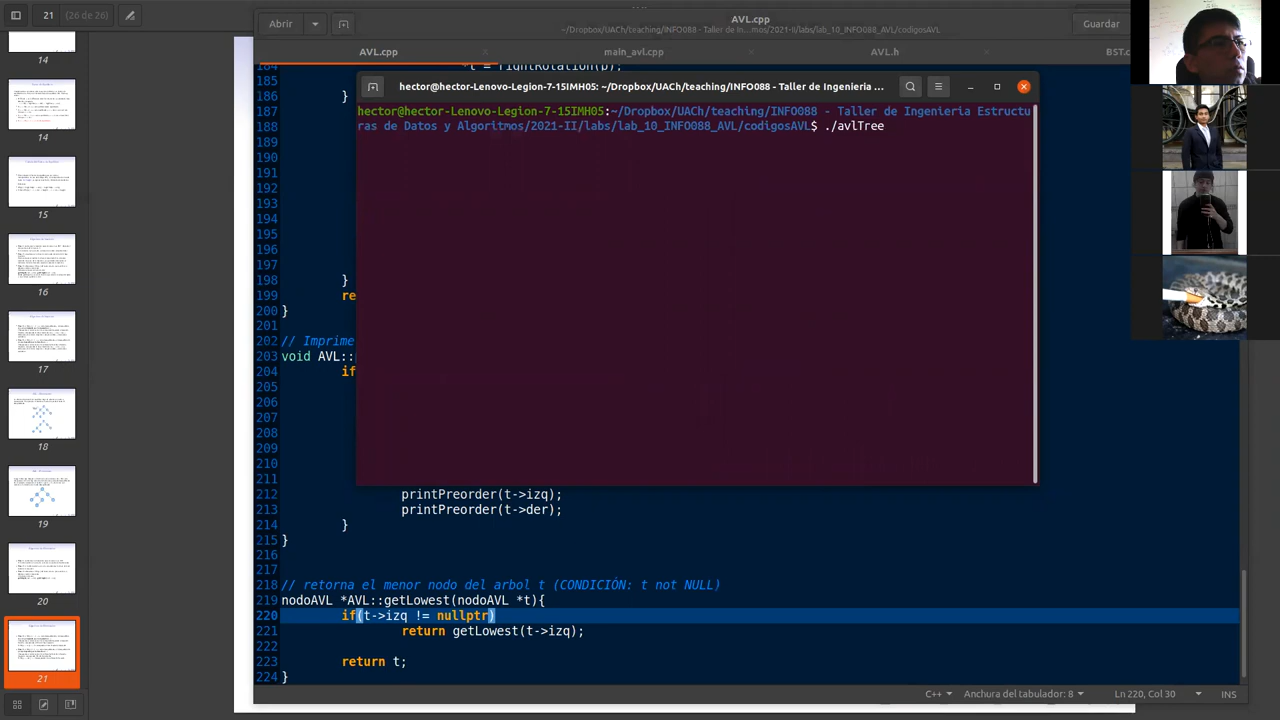 21 (26 de 26)
Abrir
AVL.cpp
~/Dropbox/UACh/teaching/INFO088 - Taller de In… mos/2021-II/labs/lab_10_INFO088_AVL/codigosAVL
Guardar
AVL.cpp
main_avl.cpp
AVL.h
BST.c
14
14
15
16
17
18
19
20
21
184 *t = rightRotation(p);
185
186 }
187
188
189
190
191
192
193
194
195
196
197
198 }
199 re
200 }
201
202 // Imprime
203 void AVL::
204 if
205
206
207
208
209
210
211
212 printPreorder(t->izq);
213 printPreorder(t->der);
214 }
215 }
216
217
218 // retorna el menor nodo del arbol t (CONDICIÓN: t not NULL)
219 nodoAVL *AVL::getLowest(nodoAVL *t){
220 if(t->izq != nullptr)
221 return getLowest(t->izq);
222
223 return t;
224 }
hector@hector-Lenovo-Legion-7-15IMH05: ~/Dropbox/UACh/teaching/INFO088 - Taller de Ingenieria …
hector@hector-Lenovo-Legion-7-15IMH05:~/Dropbox/UACh/teaching/INFO088 - Taller de Ingenieria Estructu
ras de Datos y Algoritmos/2021-II/labs/lab_10_INFO088_AVL/codigosAVL$ ./avlTree
C++
Anchura del tabulador: 8
Ln 220, Col 30
INS